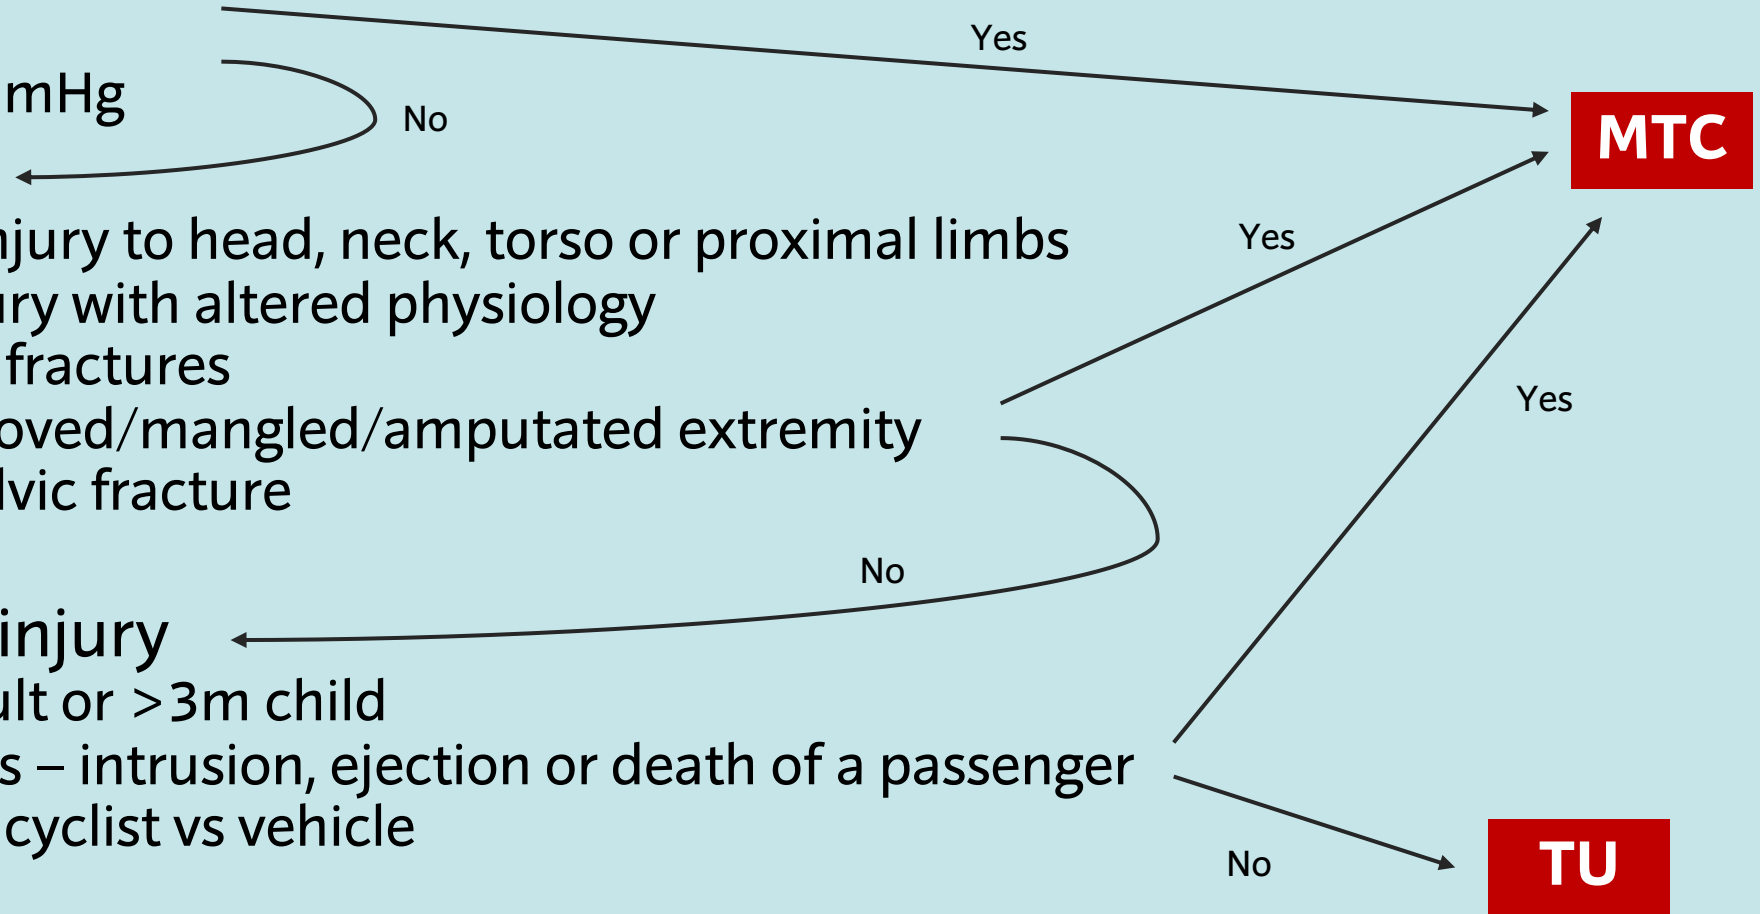 Yes
mHg
No
MTC
njury to head, neck, torso or proximal limbs
Yes
ury with altered physiology
fractures
Yes
oved/mangled/amputated extremity
lvic fracture
No
injury
ult or >3m child
s – intrusion, ejection or death of a passenger
cyclist vs vehicle
No
TU